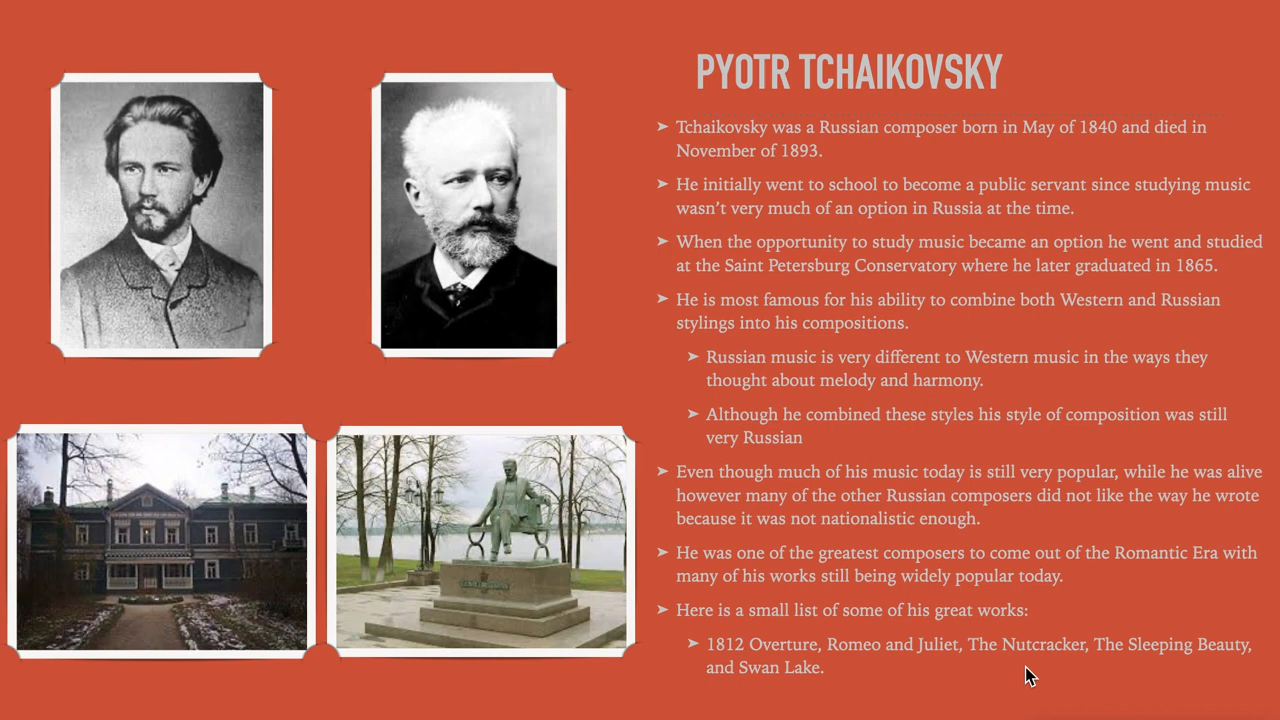 PYOTR TCHAIKOVSKY
➤ Tchaikovsky was a Russian composer born in May of 1840 and died in
November of 1893.
➤ He initially went to school to become a public servant since studying music
wasn’t very much of an option in Russia at the time.
➤ When the opportunity to study music became an option he went and studied
at the Saint Petersburg Conservatory where he later graduated in 1865.
➤ He is most famous for his ability to combine both Western and Russian
stylings into his compositions.
➤ Russian music is very different to Western music in the ways they
thought about melody and harmony.
➤ Although he combined these styles his style of composition was still
very Russian
➤ Even though much of his music today is still very popular, while he was alive
however many of the other Russian composers did not like the way he wrote
because it was not nationalistic enough.
➤ He was one of the greatest composers to come out of the Romantic Era with
many of his works still being widely popular today.
➤ Here is a small list of some of his great works:
➤ 1812 Overture, Romeo and Juliet, The Nutcracker, The Sleeping Beauty,
and Swan Lake.